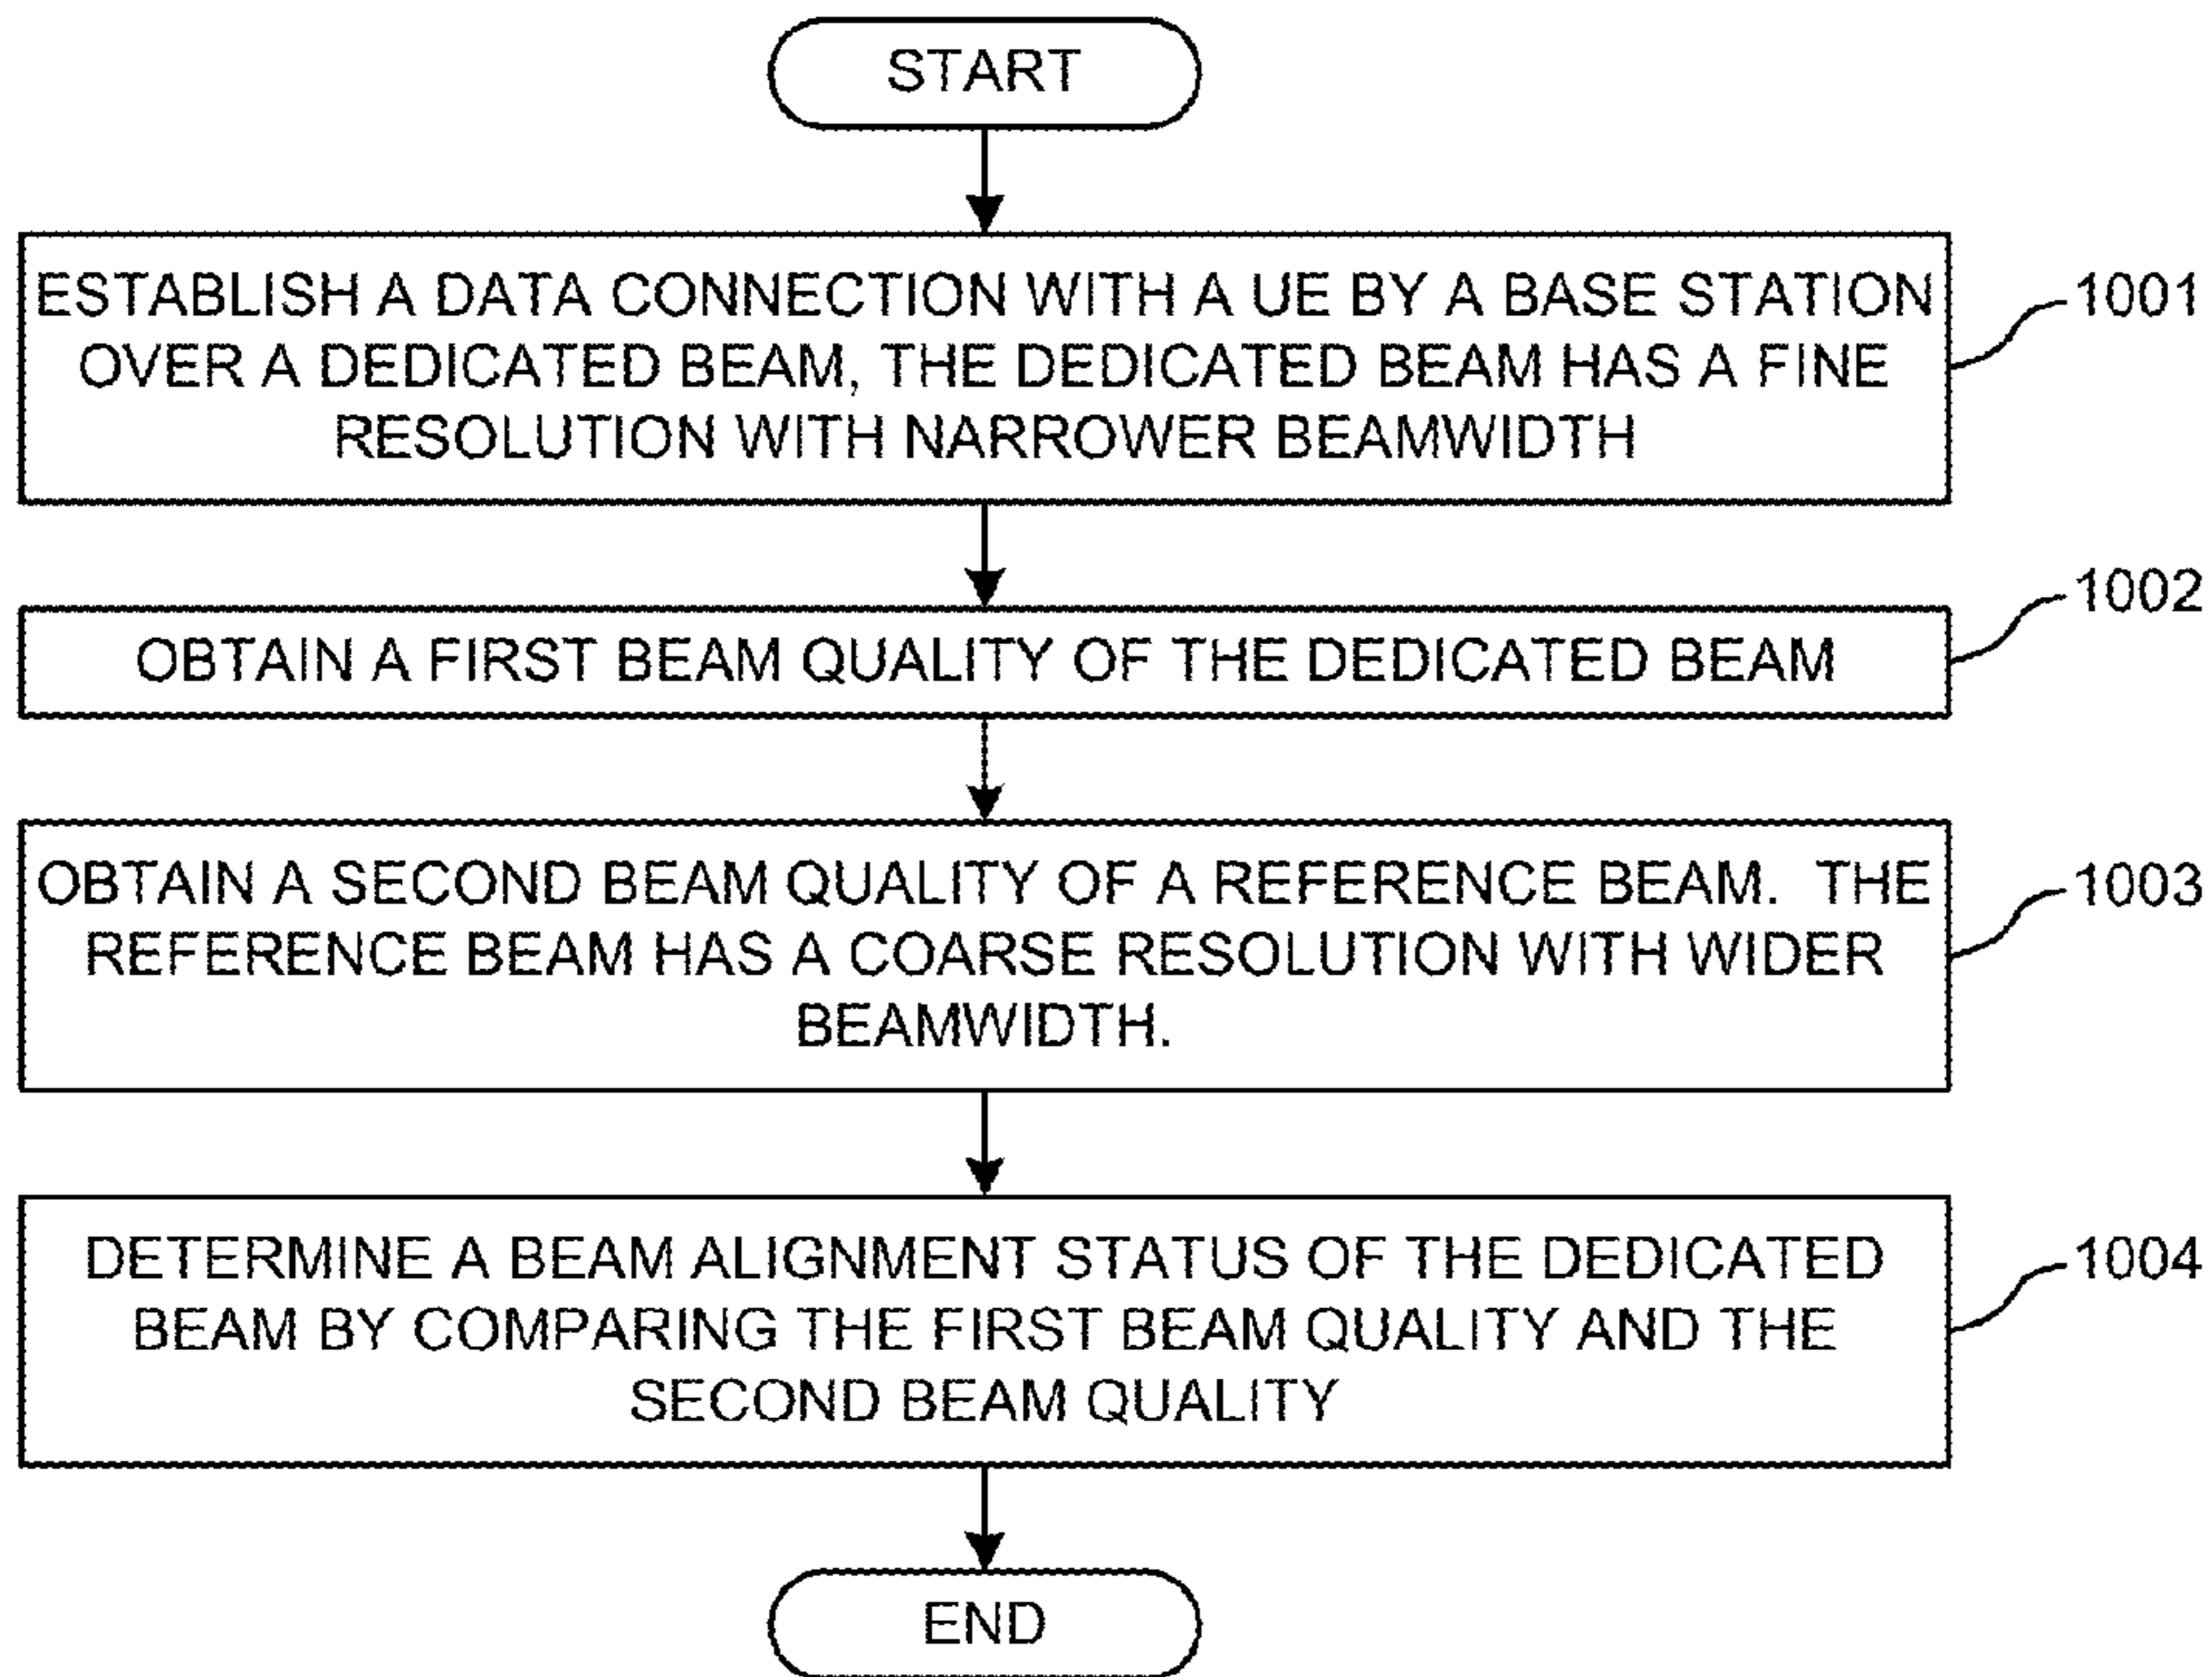 START
ESTABLISH A DATA CONNECTION WITH A UE BY A BASE STATION
OVER A DEDICATED BEAM, THE DEDICATED BEAM HAS A FINE
RESOLUTION WITH NARROWER BEAMWIDTH
1001
OBTAIN A FIRST BEAM QUALITY OF THE DEDICATED BEAM
1002
OBTAIN A SECOND BEAM QUALITY OF A REFERENCE BEAM. THE
REFERENCE BEAM HAS A COARSE RESOLUTION WITH WIDER
BEAMWIDTH.
1003
DETERMINE A BEAM ALIGNMENT STATUS OF THE DEDICATED
BEAM BY COMPARING THE FIRST BEAM QUALITY AND THE
SECOND BEAM QUALITY
1004
END